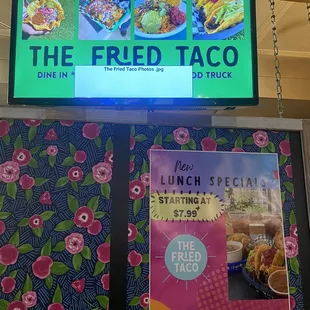 THE FRIED TACO
DINE IN
The Fried Taco Photos .jpg
OD TRUCK
New
LUNCH SPECIALS
STARTING AT
$7.99
THE
FRIED
TACO